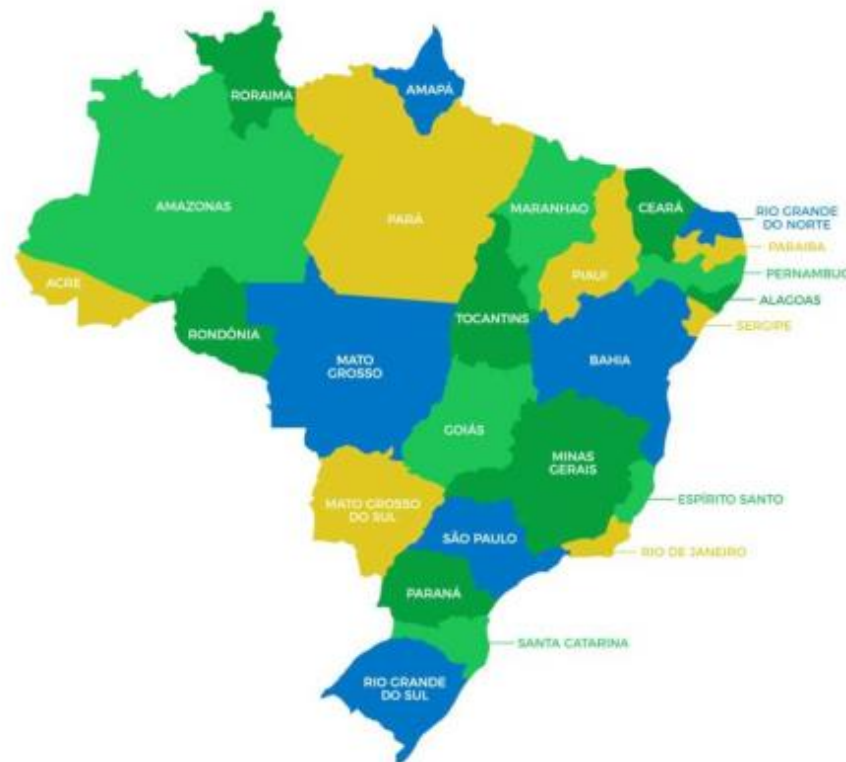 AMAPÁ
RORAIMA
AMAZONAS
PARÁ
MARANHAO
CEARÁ
RIO GRANDE
DO NORTE
PARAIBA
PIAUI
PERNAMBUC
ACRE
ALAGOAS
TOCANTINS
SERGIPE
RONDÔNIA
MATO
GROSSO
BAHIA
GOIÁS
MINAS
GERAIS
MATO GROSSO
DO SUL
ESPÍRITO SANTO
SÃO PAULO
RIO DE JANEIRO
PARANÁ
SANTA CATARINA
RIO GRANDE
DO SUL